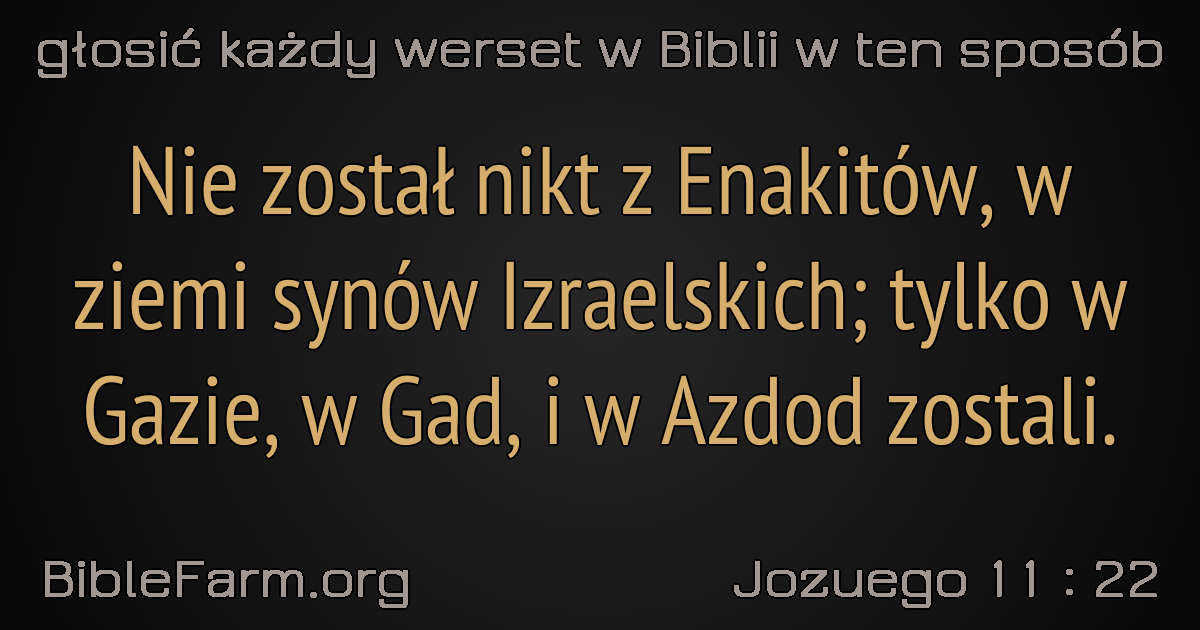 głosić każdy werset w Biblii w ten sposób
Nie został nikt z Enakitów, w
ziemi synów Izraelskich; tylko w
Gazie, w Gad, i w Azdod zostali.
BibleFarm.org
Jozuego 11 : 22